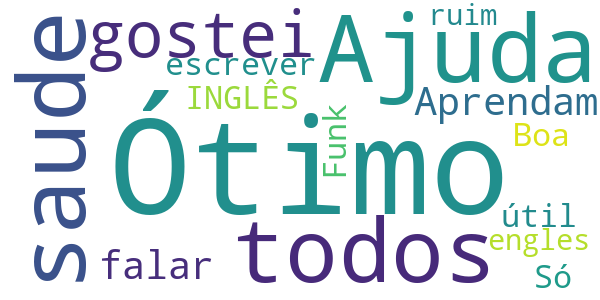 ruim
gostei
Ajuda
escrever
INGLÊS
Aprendam
saude
Ótimo
Funk
Boa
útil
todos
engles
falar
Só